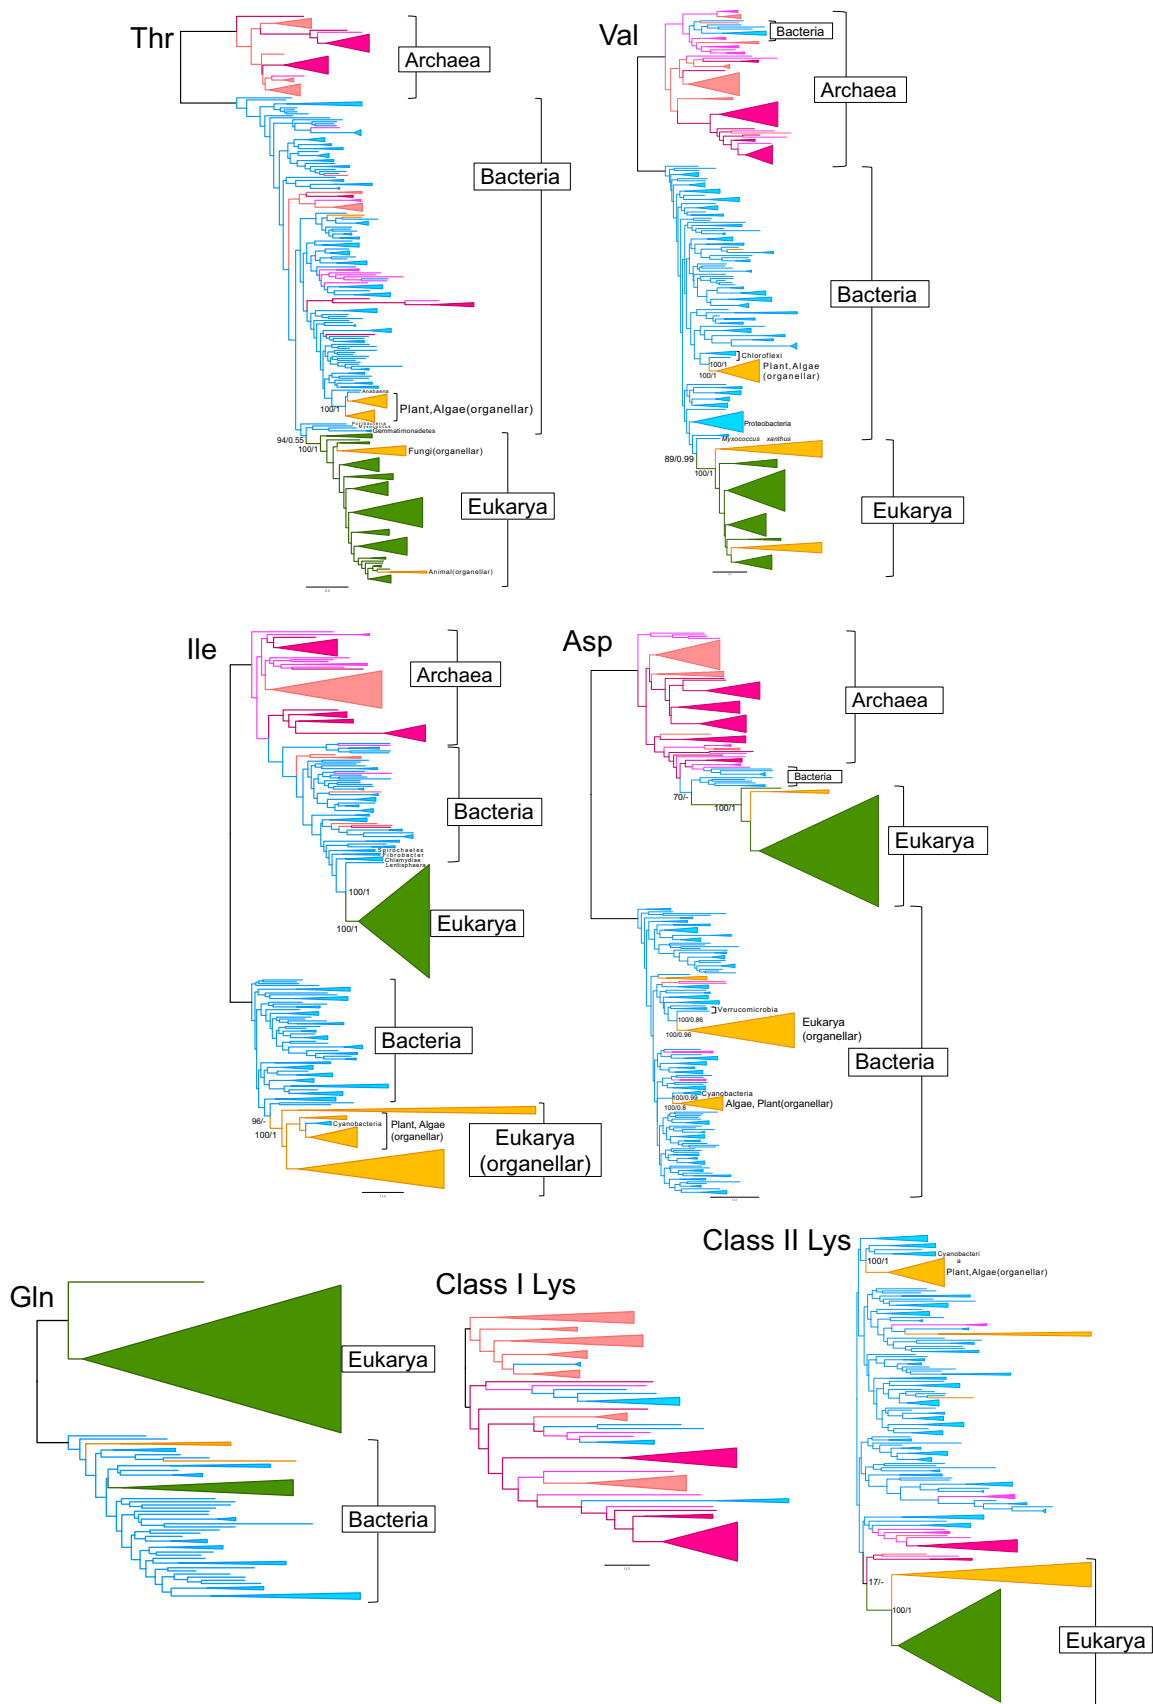 Thr
Archaea
Bacteria
Anabaena
100/1
Plant,Algae(organellar)
Poribacteria
Myxococcus
Gemmatimonadetes
94/0.55
100/1
Fungi(organellar)
Eukarya
Animal(organellar)
Val
Bacteria
Archaea
Bacteria
Chloroflexi
100/1
100/1
Plant,Algae
(organellar)
Proteobacteria
Myxococcus xanthus
89/0.99
100/1
Eukarya
Ile
Archaea
Bacteria
Spirochaetes
Fibrobacter
Chlamydiae
Lentisphaera
100/1
100/1
Eukarya
Bacteria
96/-
100/1
Cyanobacteria
Plant, Algae
(organellar)
Eukarya
(organellar)
Asp
Archaea
Bacteria
70/-
100/1
Eukarya
Verrucomicrobia
100/0.86
100/0.96
Eukarya
(organellar)
Bacteria
Cyanobacteria
100/0.99
100/0.8
Algae, Plant(organellar)
Gln
Eukarya
Bacteria
Class I Lys
Class II Lys
Cyanobacteri
a
100/1
Plant,Algae(organellar)
17/-
100/1
Eukarya